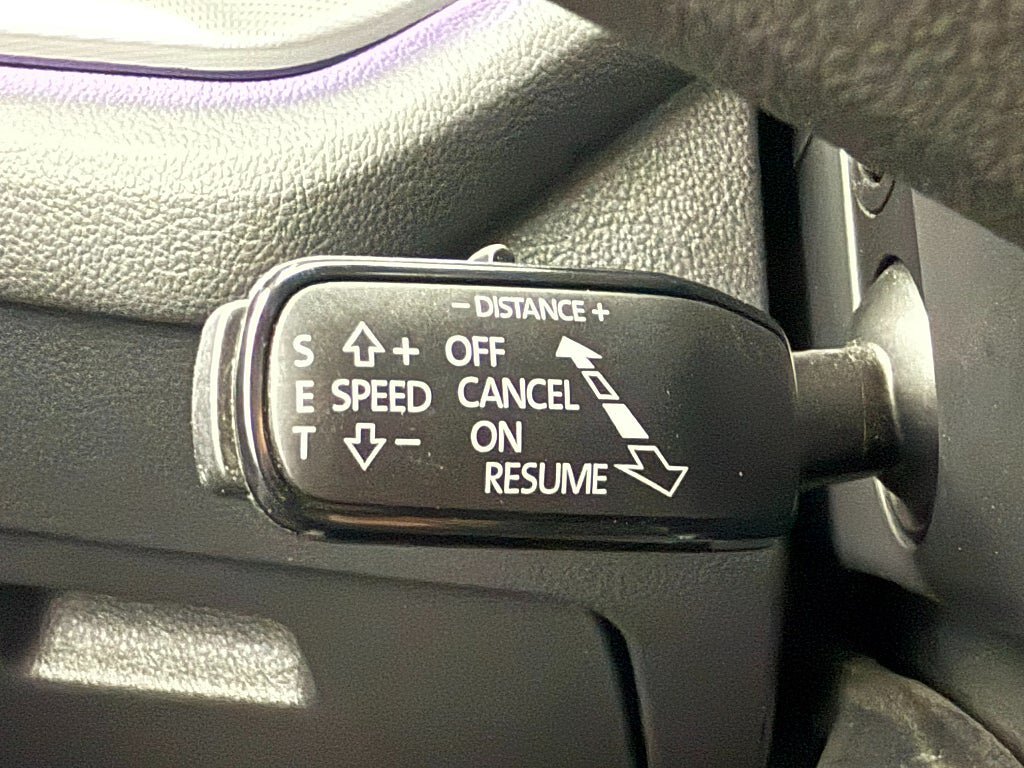 − DISTANCE +
S + OFF
E SPEED CANCEL
T − ON
RESUME